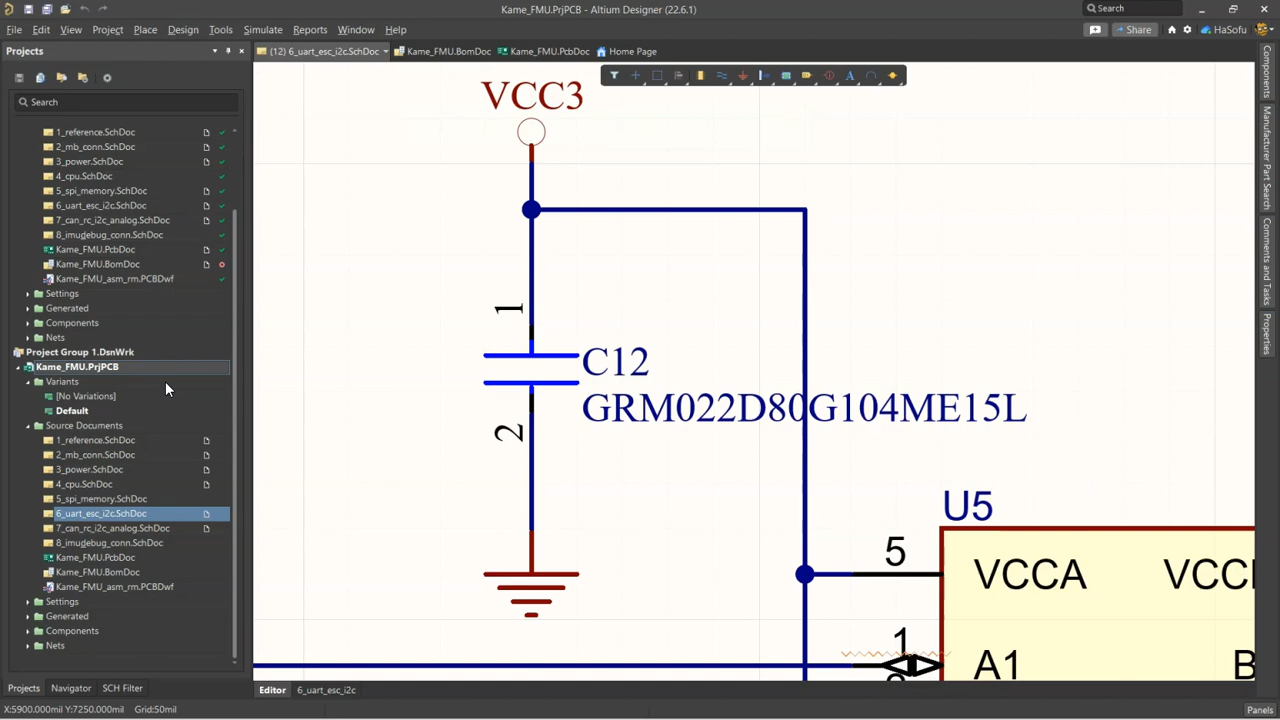 Kame_FMU.PrjPCB - Altium Designer (22.6.1)
Search
File Edit View Project Place Design Tools Simulate Reports Window Help
Share
HaSofu
Projects
(12) 6_uart_esc_i2c.SchDoc
Kame_FMU.BomDoc
Kame_FMU.PcbDoc
Home Page
Search
1_reference.SchDoc
2_mb_conn.SchDoc
3_power.SchDoc
4_cpu.SchDoc
5_spi_memory.SchDoc
6_uart_esc_i2c.SchDoc
7_can_rc_i2c_analog.SchDoc
8_imugebug_conn.SchDoc
Kame_FMU.PcbDoc
Kame_FMU.BomDoc
Kame_FMU_asm_rm.PCBDwf
Settings
Generated
Components
Nets
Project Group 1.DsnWrk
Kame_FMU.PrjPCB
Variants
[No Variations]
Default
Source Documents
1_reference.SchDoc
2_mb_conn.SchDoc
3_power.SchDoc
4_cpu.SchDoc
5_spi_memory.SchDoc
6_uart_esc_i2c.SchDoc
7_can_rc_i2c_analog.SchDoc
8_imugebug_conn.SchDoc
Kame_FMU.PcbDoc
Kame_FMU.BomDoc
Kame_FMU_asm_rm.PCBDwf
Settings
Generated
Components
Nets
Projects Navigator SCH Filter
VCC3
1
C12
GRM022D80G104ME15L
2
U5
5
VCCA
1
A1
B
Components
Manufacturer Part Search
Comments and Tasks
Properties
Editor 6_uart_esc_i2c
X:5900.000mil Y:7250.000mil Grid:50mil
Panels